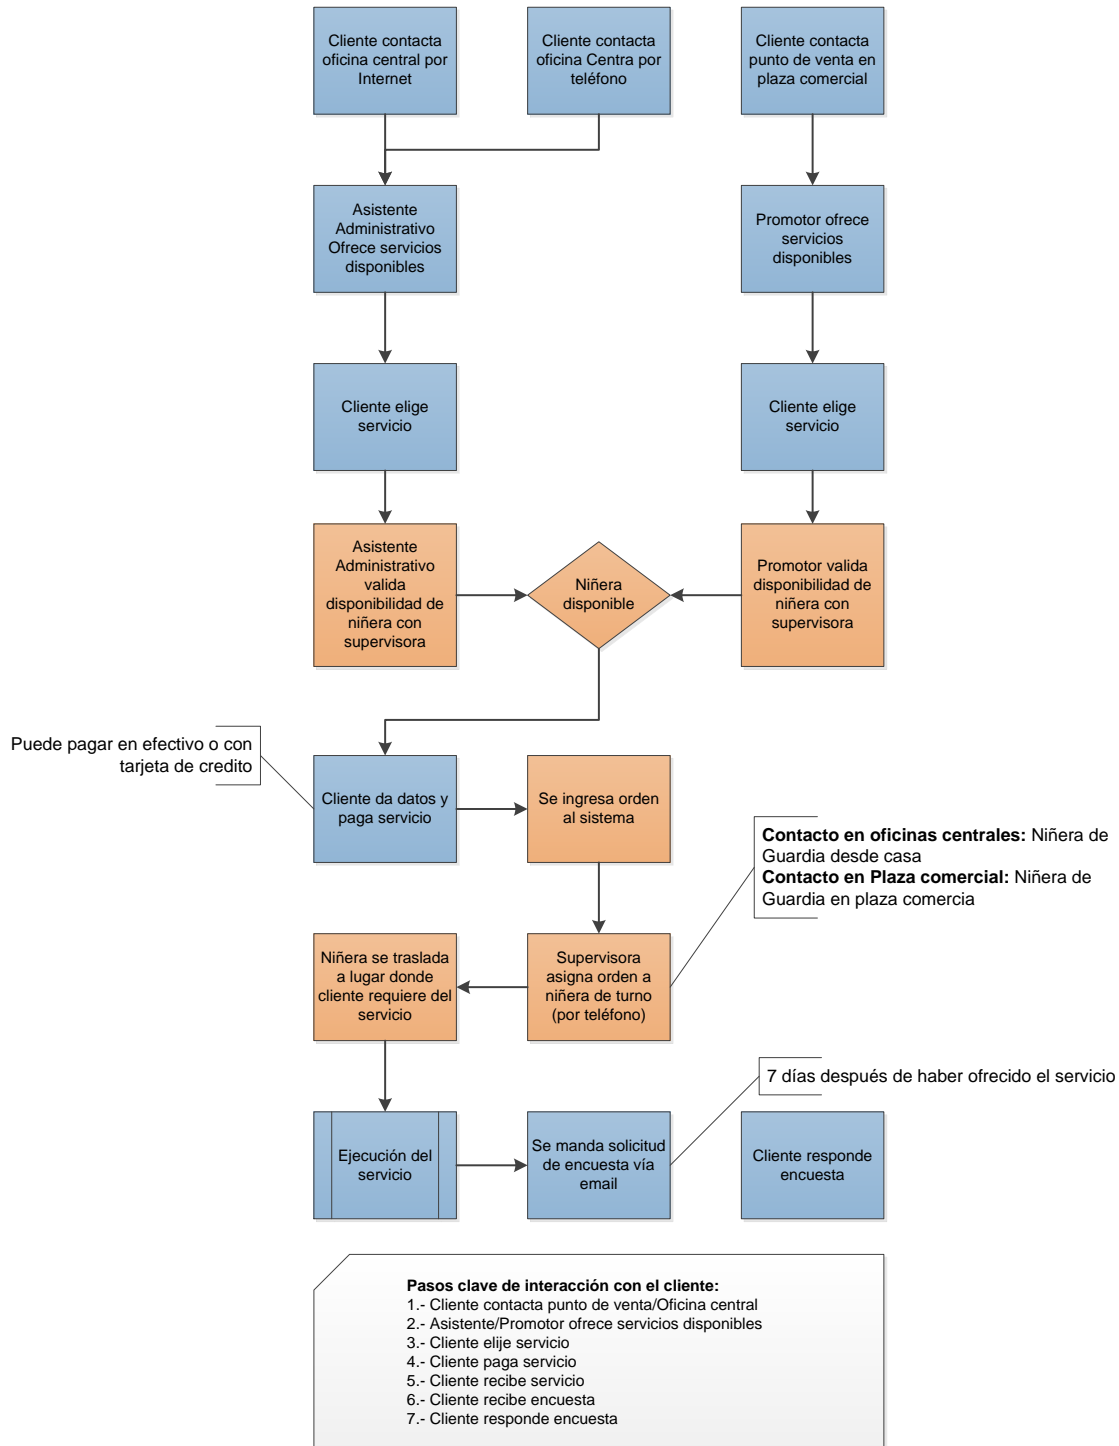 Cliente contacta
oficina central por
Internet
Cliente contacta
oficina Centra por
teléfono
Cliente contacta
punto de venta en
plaza comercial
Asistente
Administrativo
Ofrece servicios
disponibles
Promotor ofrece
servicios
disponibles
Cliente elige
servicio
Cliente elige
servicio
Asistente
Administrativo
valida
disponibilidad de
niñera con
supervisora
Niñera
disponible
Promotor valida
disponibilidad de
niñera con
supervisora
Puede pagar en efectivo o con
tarjeta de credito
Cliente da datos y
paga servicio
Se ingresa orden
al sistema
Contacto en oficinas centrales: Niñera de
Guardia desde casa
Contacto en Plaza comercial: Niñera de
Guardia en plaza comercia
Niñera se traslada
a lugar donde
cliente requiere del
servicio
Supervisora
asigna orden a
niñera de turno
(por teléfono)
7 días después de haber ofrecido el servicio
Ejecución del
servicio
Se manda solicitud
de encuesta vía
email
Cliente responde
encuesta
Pasos clave de interacción con el cliente:
1.- Cliente contacta punto de venta/Oficina central
2.- Asistente/Promotor ofrece servicios disponibles
3.- Cliente elije servicio
4.- Cliente paga servicio
5.- Cliente recibe servicio
6.- Cliente recibe encuesta
7.- Cliente responde encuesta